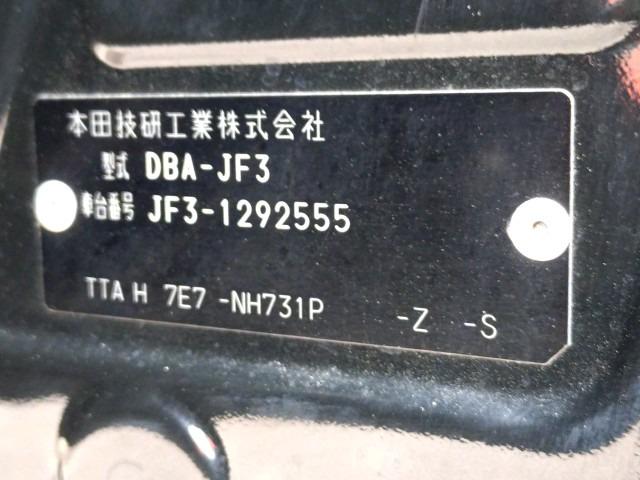 本田技研工業株式会社
型式 DBA-JF3
車台番号 JF3-1292555
TTA H 7E7 -NH731P -Z -S